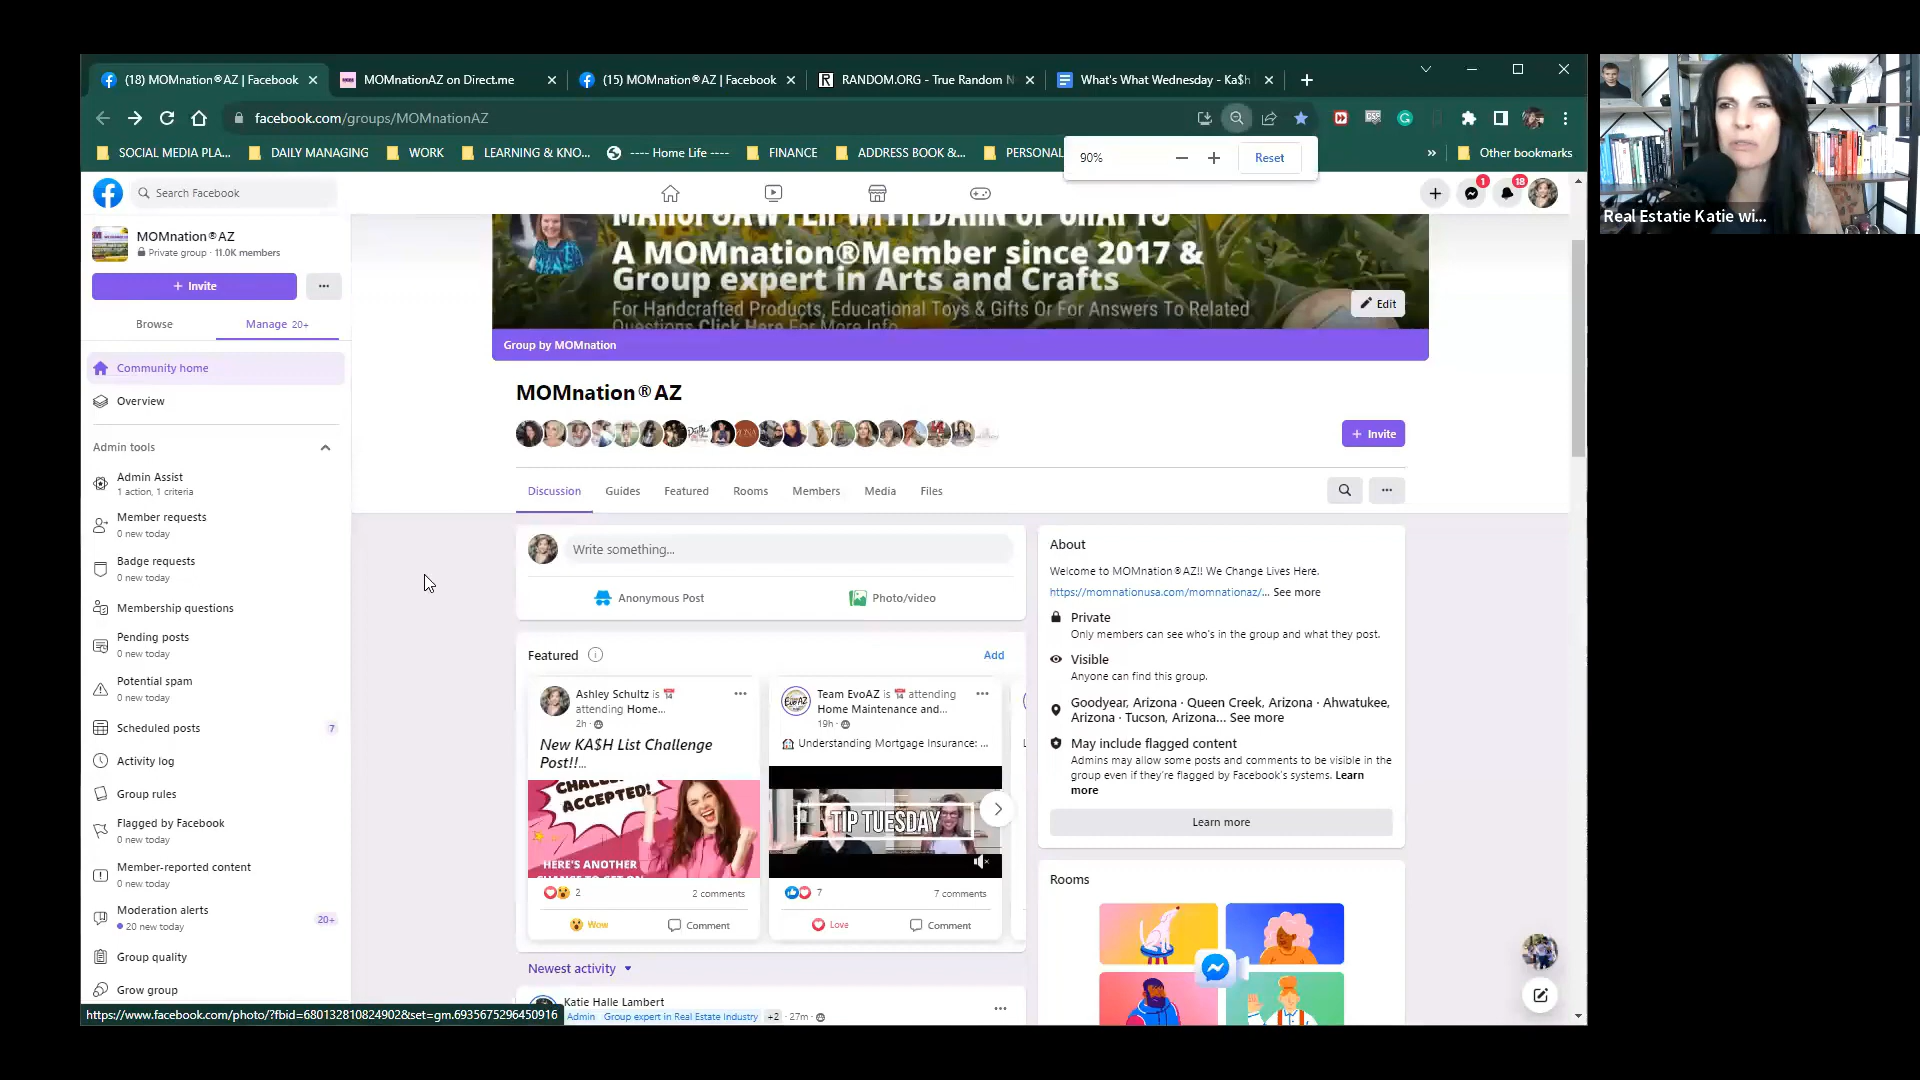 (18) MOMnation®AZ | Facebook
MOMnationAZ on Direct.me
(15) MOMnation®AZ | Facebook
RANDOM.ORG - True Random N
What's What Wednesday - Ka$h
facebook.com/groups/MOMnationAZ
SOCIAL MEDIA PLA...
DAILY MANAGING
WORK
LEARNING & KNO...
---- Home Life ----
FINANCE
ADDRESS BOOK &...
PERSONAL
»
Other bookmarks
90%
Reset
Real Estatie Katie wi...
Search Facebook
1
18
MOMnation®AZ
Private group · 11.0K members
+ Invite
Browse
Manage 20+
Community home
Overview
Admin tools
Admin Assist
1 action, 1 criteria
Member requests
0 new today
Badge requests
0 new today
Membership questions
Pending posts
0 new today
Potential spam
0 new today
Scheduled posts
7
Activity log
Group rules
Flagged by Facebook
0 new today
Member-reported content
0 new today
Moderation alerts
20 new today
20+
Group quality
Grow group
https://www.facebook.com/photo/?fbid=6801328108249028&set=gm.6935675296450916
A MOMnation®Member since 2017 &
Group expert in Arts and Crafts
For Handcrafted Products, Educational Toys & Gifts Or For Answers To Related
Questions Click Here For More Info
Edit
Group by MOMnation
MOMnation®AZ
+ Invite
Discussion
Guides
Featured
Rooms
Members
Media
Files
Write something...
Anonymous Post
Photo/video
Featured
Add
Ashley Schultz is 📅
attending Home...
2h ·
New KA$H List Challenge
Post!!...
CHALLENGE
ACCEPTED!
HERE'S ANOTHER
CHANCE TO GET ON
2
2 comments
Wow
Comment
Team EvoAZ is 📅 attending
Home Maintenance and...
19h ·
Understanding Mortgage Insurance: ...
TIP TUESDAY
7
7 comments
Love
Comment
Newest activity
Katie Halle Lambert
Admin
Group expert in Real Estate Industry
+2 · 27m ·
About
Welcome to MOMnation®AZ!! We Change Lives Here.
https://momnationusa.com/momnationaz/... See more
Private
Only members can see who's in the group and what they post.
Visible
Anyone can find this group.
Goodyear, Arizona · Queen Creek, Arizona · Ahwatukee,
Arizona · Tucson, Arizona... See more
May include flagged content
Admins may allow some posts and comments to be visible in the
group even if they're flagged by Facebook's systems. Learn
more
Learn more
Rooms